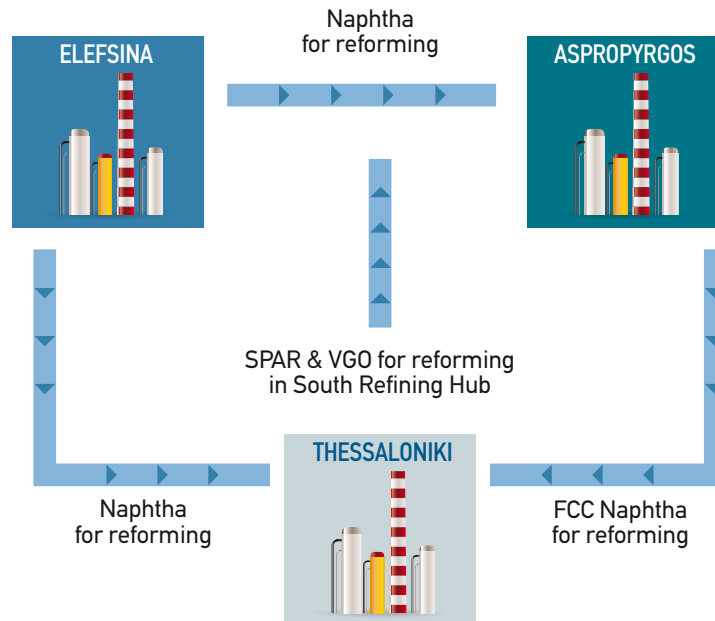 Naphtha
for reforming
ELEFSINA
ASPROPYRGOS
SPAR & VGO for reforming
in South Refining Hub
THESSALONIKI
Naphtha
for reforming
FCC Naphtha
for reforming